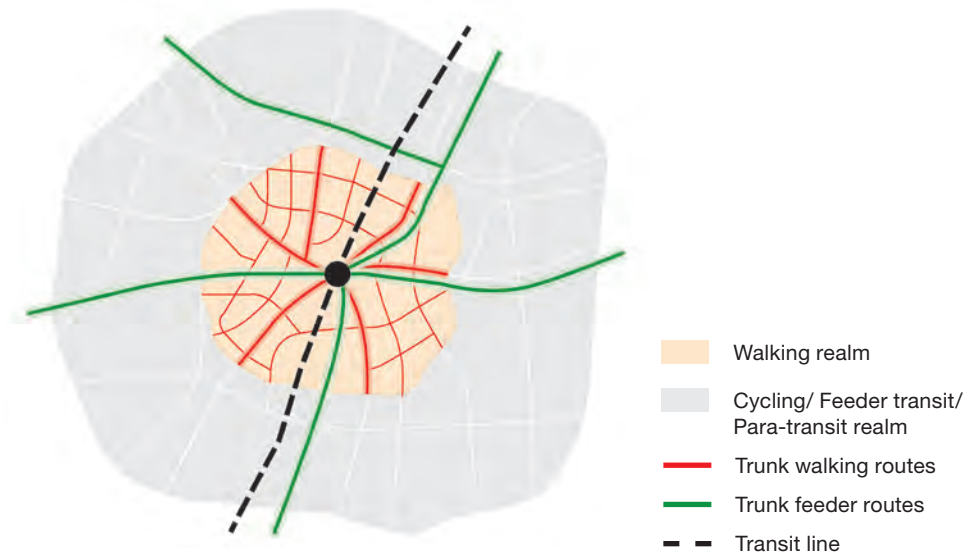 Walking realm
Cycling/ Feeder transit/
Para-transit realm
Trunk walking routes
Trunk feeder routes
Transit line